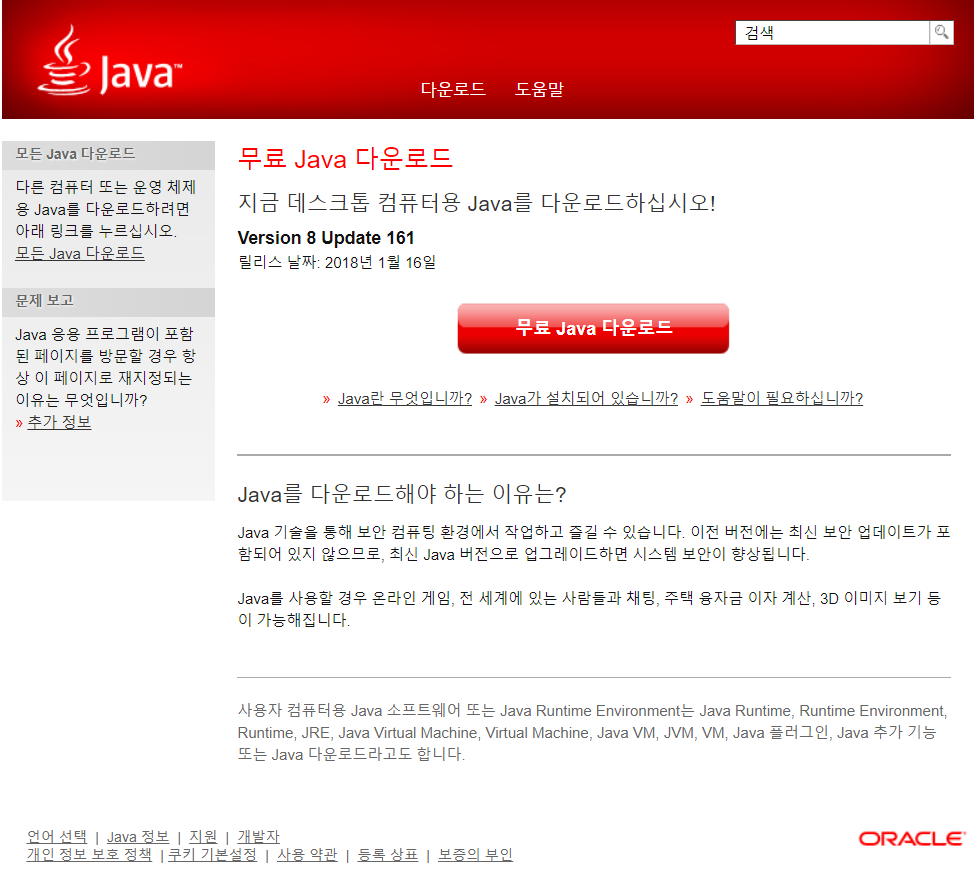 Java™
검색
다운로드 도움말
모든 Java 다운로드
다른 컴퓨터 또는 운영 체제
용 Java를 다운로드하려면
아래 링크를 누르십시오.
모든 Java 다운로드
문제 보고
Java 응용 프로그램이 포함
된 페이지를 방문할 경우 항
상 이 페이지로 재지정되는
이유는 무엇입니까?
» 추가 정보
무료 Java 다운로드
지금 데스크톱 컴퓨터용 Java를 다운로드하십시오!
Version 8 Update 161
릴리스 날짜: 2018년 1월 16일
무료 Java 다운로드
» Java란 무엇입니까? » Java가 설치되어 있습니까? » 도움말이 필요하십니까?
Java를 다운로드해야 하는 이유는?
Java 기술을 통해 보안 컴퓨팅 환경에서 작업하고 즐길 수 있습니다. 이전 버전에는 최신 보안 업데이트가 포
함되어 있지 않으므로, 최신 Java 버전으로 업그레이드하면 시스템 보안이 향상됩니다.
Java를 사용할 경우 온라인 게임, 전 세계에 있는 사람들과 채팅, 주택 융자금 이자 계산, 3D 이미지 보기 등
이 가능해집니다.
사용자 컴퓨터용 Java 소프트웨어 또는 Java Runtime Environment는 Java Runtime, Runtime Environment,
Runtime, JRE, Java Virtual Machine, Virtual Machine, Java VM, JVM, VM, Java 플러그인, Java 추가 기능
또는 Java 다운로드라고도 합니다.
언어 선택 | Java 정보 | 지원 | 개발자
개인 정보 보호 정책 | 쿠키 기본설정 | 사용 약관 | 등록 상표 | 보증의 부인
ORACLE®